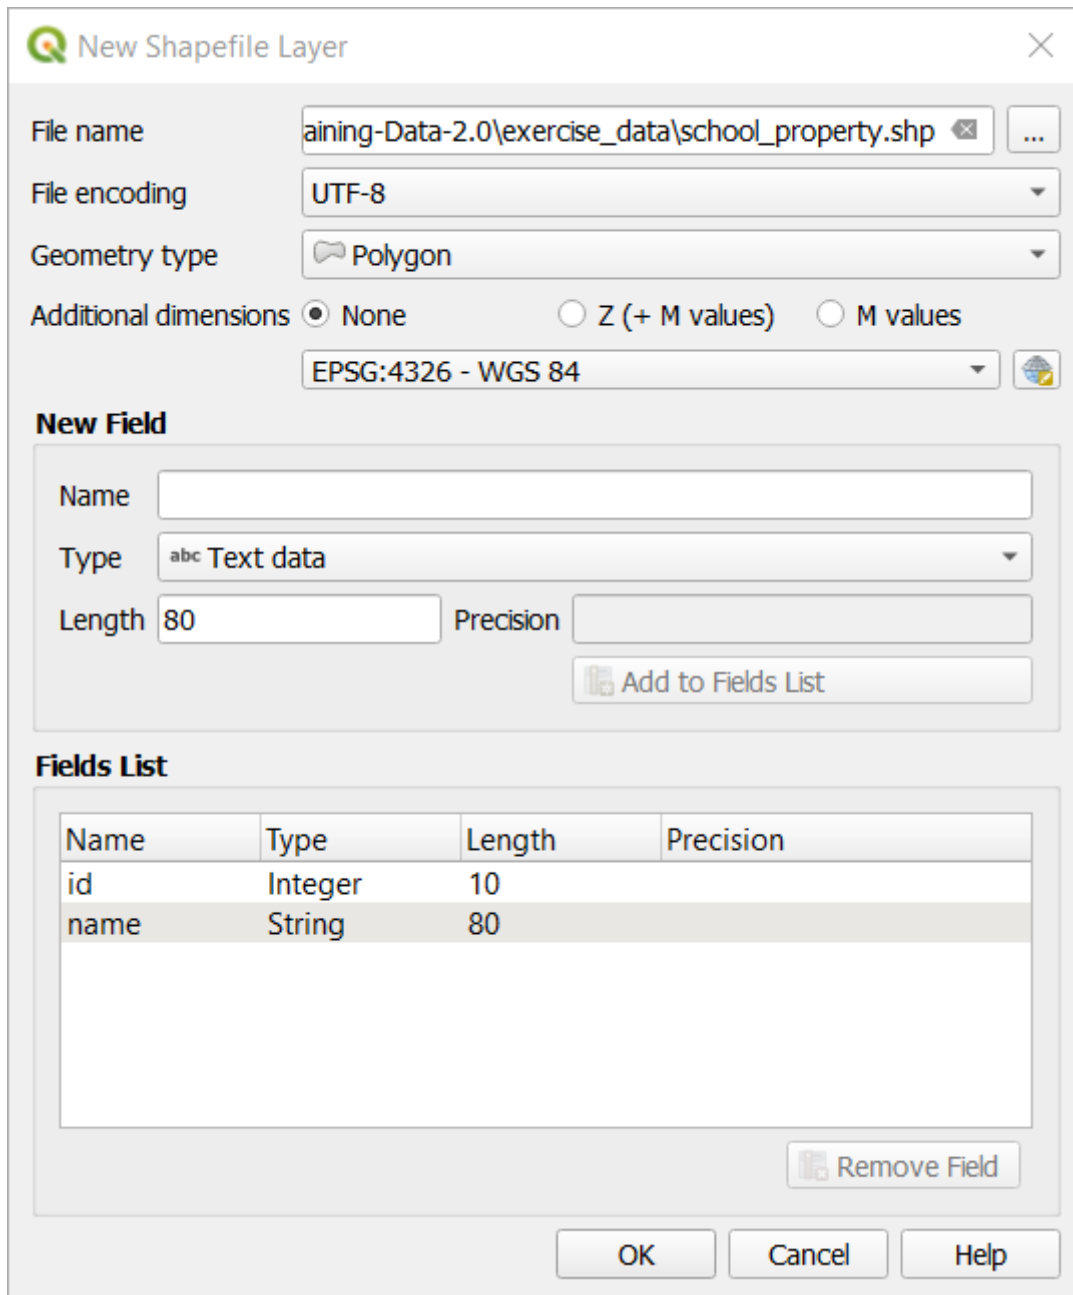 New Shapefile Layer
File name aining-Data-2.0\exercise_data\school_property.shp ...
File encoding UTF-8
Geometry type Polygon
Additional dimensions None Z (+ M values) M values
EPSG:4326 - WGS 84
New Field
Name
Type abc Text data
Length 80 Precision
Add to Fields List
Fields List
Name Type Length Precision
id Integer 10
name String 80
Remove Field
OK Cancel Help